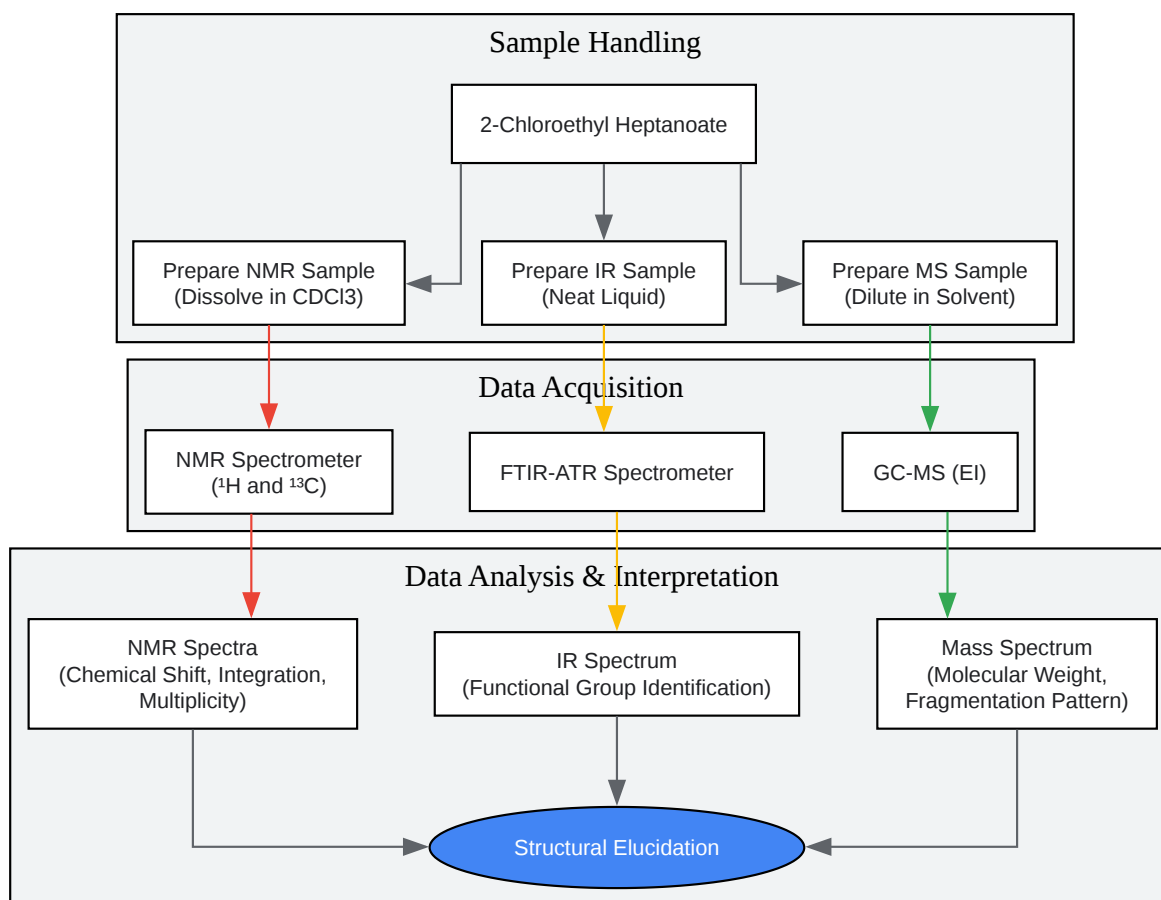 Sample Handling
2-Chloroethyl Heptanoate
Prepare NMR Sample
(Dissolve in CDCl3)
Prepare IR Sample
(Neat Liquid)
Prepare MS Sample
(Dilute in Solvent)
Data Acquisition
NMR Spectrometer
(¹H and ¹³C)
FTIR-ATR Spectrometer
GC-MS (EI)
Data Analysis & Interpretation
NMR Spectra
(Chemical Shift, Integration,
Multiplicity)
IR Spectrum
(Functional Group Identification)
Mass Spectrum
(Molecular Weight,
Fragmentation Pattern)
Structural Elucidation